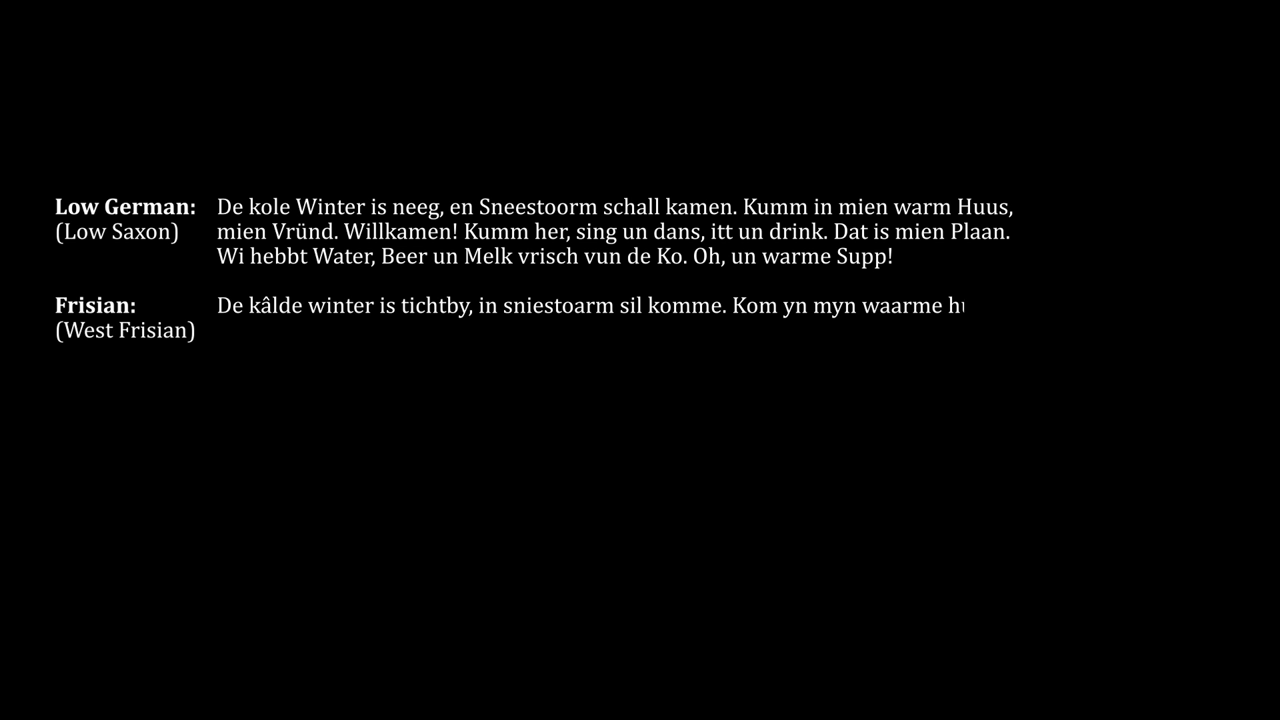 Low German: De kole Winter is neeg, en Sneestoorm schall kamen. Kumm in mien warm Huus,
(Low Saxon) mien Vründ. Willkamen! Kumm her, sing un dans, itt un drink. Dat is mien Plaan.
Wi hebbt Water, Beer un Melk vrisch vun de Ko. Oh, un warme Supp!
Frisian: De kâlde winter is tichtby, in sniestoarm sil komme. Kom yn myn waarme
(West Frisian)